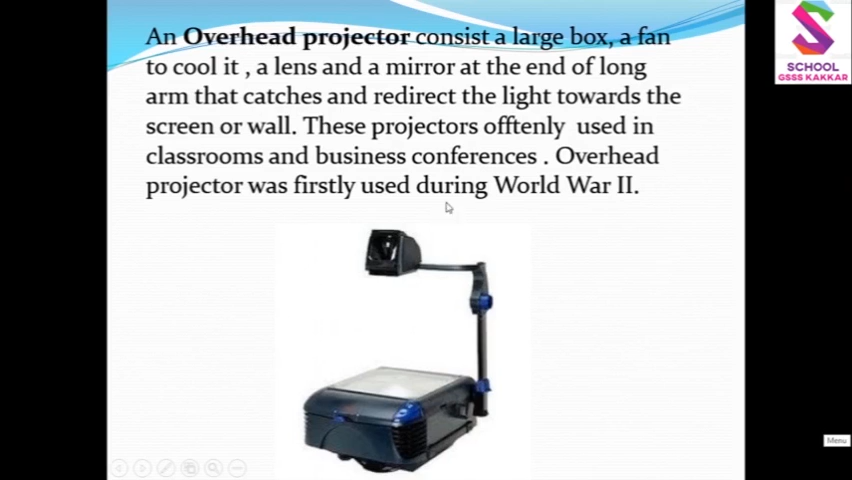 An Overhead projector consist a large box, a fan
to cool it , a lens and a mirror at the end of long
arm that catches and redirect the light towards the
screen or wall. These projectors offtenly used in
classrooms and business conferences . Overhead
projector was firstly used during World War II.
SCHOOL
GSSS KAKKAR
Menu